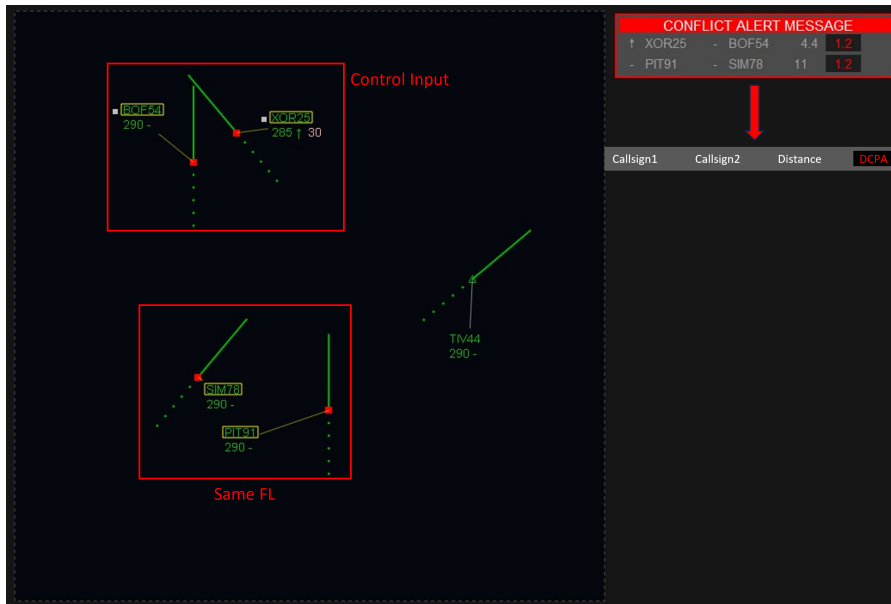 CONFLICT ALERT MESSAGE
↑ XOR25 - BOF54 4.4 1.2
- PIT91 - SIM78 11 1.2
Control Input
BOF54
290 -
XOR25
285 ↑ 30
Callsign1 Callsign2 Distance DCPA
TIV44
290 -
SIM78
290 -
PIT91
290 -
Same FL